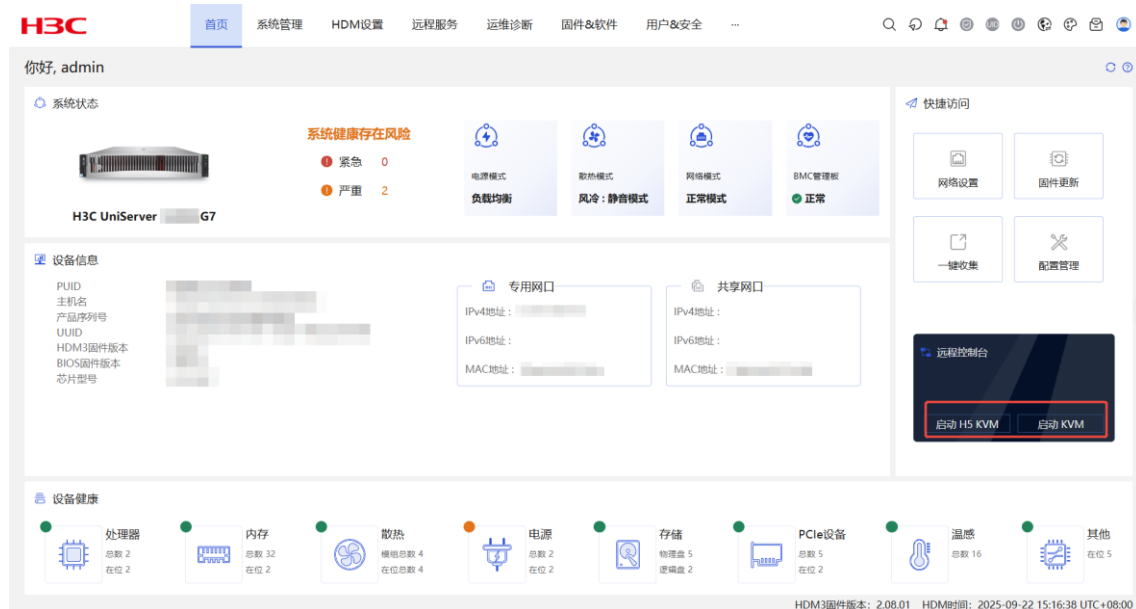 H3C 首页 系统管理 HDM设置 远程服务 运维诊断 固件&软件 用户&安全 ...
你好, admin
系统状态
系统健康存在风险
紧急 0
严重 2
H3C UniServer G7
电源模式
负载均衡
散热模式
风冷：静音模式
网络模式
正常模式
BMC管理板
正常
快捷访问
网络设置
固件更新
一键收集
配置管理
设备信息
PUID
主机名
产品序列号
UUID
HDM3固件版本
BIOS固件版本
芯片型号
专用网口
IPv4地址：
IPv6地址：
MAC地址：
共享网口
IPv4地址：
IPv6地址：
MAC地址：
远程控制台
启动 H5 KVM
启动 KVM
设备健康
处理器
总数 2
在位 2
内存
总数 32
在位 2
散热
模组总数 4
在位总数 4
电源
总数 2
在位 2
存储
物理盘 5
逻辑盘 2
PCIe设备
总数 5
在位 2
温感
总数 16
其他
在位 5
HDM3固件版本：2.08.01 HDM时间：2025-09-22 15:16:38 UTC+08:00